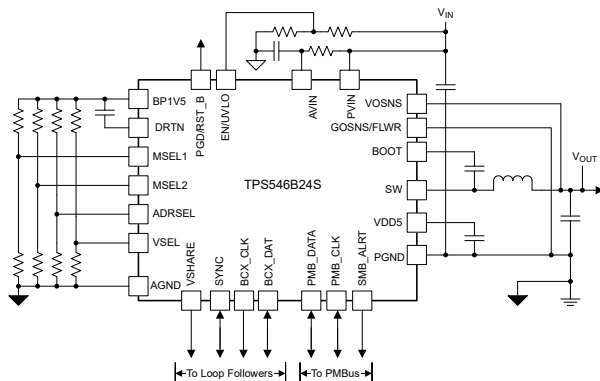 VIN
PGD/RST_B
EN/UVLO
AVIN
PVIN
BP1V5
DRTN
MSEL1
MSEL2
ADRSEL
VSEL
AGND
TPS546B24S
VOSNS
GOSNS/FLWR
BOOT
SW
VDD5
PGND
VOUT
VSHARE
SYNC
BCX_CLK
BCX_DAT
PMB_DATA
PMB_CLK
SMB_ALRT
To Loop Followers
To PMBus